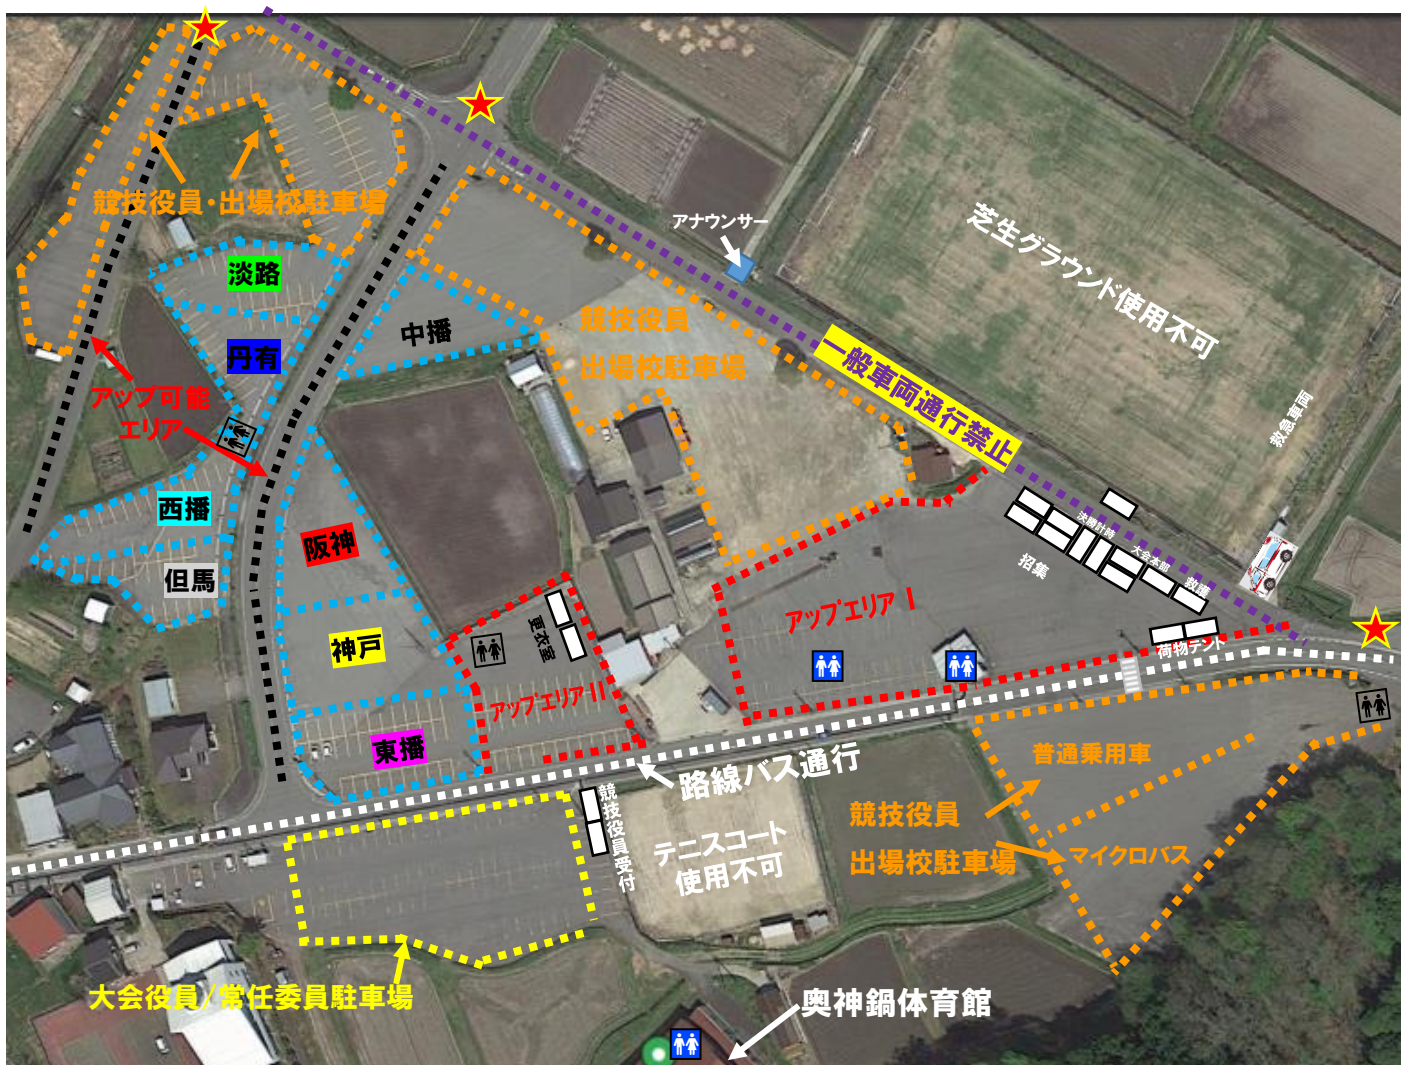 競技役員・出場校駐車場
アナウンサー
芝生グラウンド使用不可
淡路
中播
競技役員
出場校駐車場
丹有
一般車両通行禁止
アップ可能
エリア
救急車両
西播
阪神
決勝計時
大会本部
招集
救護
但馬
アップエリア Ⅰ
更衣室
神戸
荷物テント
アップエリア II
東播
普通乗用車
路線バス通行
競技役員
出場校駐車場
マイクロバス
競技役員受付
テニスコート
使用不可
大会役員/常任委員駐車場
奥神鍋体育館